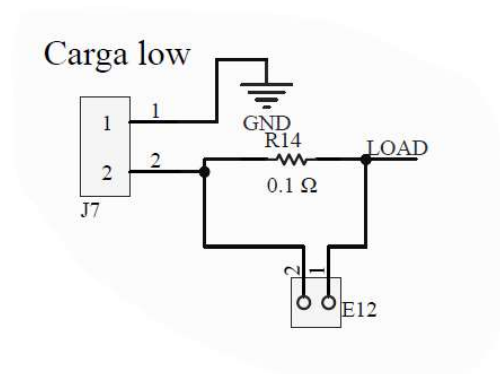 Carga low
1
1
GND
R14
LOAD
2
2
0.1 Ω
J7
2
1
E12